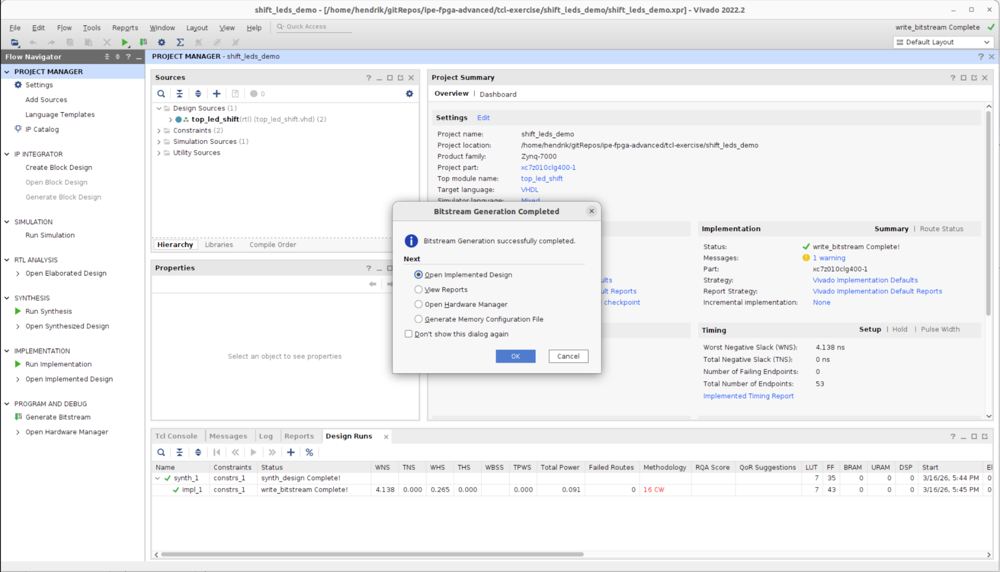 shift_leds_demo - [/home/hendrik/gitRepos/ipe-fpga-advanced/tcl-exercise/shift_leds_demo/shift_leds_demo.xpr] - Vivado 2022.2
File Edit Flow Tools Reports Window Layout View Help Quick Access
write_bitstream Complete
Default Layout
Flow Navigator
PROJECT MANAGER
Settings
Add Sources
Language Templates
IP Catalog
IP INTEGRATOR
Create Block Design
Open Block Design
Generate Block Design
SIMULATION
Run Simulation
RTL ANALYSIS
Open Elaborated Design
SYNTHESIS
Run Synthesis
Open Synthesized Design
IMPLEMENTATION
Run Implementation
Open Implemented Design
PROGRAM AND DEBUG
Generate Bitstream
Open Hardware Manager
PROJECT MANAGER - shift_leds_demo
Sources
0
Design Sources (1)
top_led_shift(rtl) (top_led_shift.vhd) (2)
Constraints (2)
Simulation Sources (1)
Utility Sources
Hierarchy Libraries Compile Order
Properties
Select an object to see properties
Project Summary
Overview | Dashboard
Settings Edit
Project name: shift_leds_demo
Project location: /home/hendrik/gitRepos/ipe-fpga-advanced/tcl-exercise/shift_leds_demo
Product family: Zynq-7000
Project part: xc7z010clg400-1
Top module name: top_led_shift
Target language: VHDL
Simulator language: Mixed
Bitstream Generation Completed
Bitstream Generation successfully completed.
Next
Open Implemented Design
View Reports
Open Hardware Manager
Generate Memory Configuration File
Don't show this dialog again
OK Cancel
ults
ult Reports
checkpoint
Implementation Summary | Route Status
Status: write_bitstream Complete!
Messages: 1 warning
Part: xc7z010clg400-1
Strategy: Vivado Implementation Defaults
Report Strategy: Vivado Implementation Default Reports
Incremental implementation: None
Timing Setup | Hold | Pulse Width
Worst Negative Slack (WNS): 4.138 ns
Total Negative Slack (TNS): 0 ns
Number of Failing Endpoints: 0
Total Number of Endpoints: 53
Implemented Timing Report
Tcl Console Messages Log Reports Design Runs
Name Constraints Status WNS TNS WHS THS WBSS TPWS Total Power Failed Routes Methodology RQA Score QoR Suggestions LUT FF BRAM URAM DSP Start El
synth_1 constrs_1 synth_design Complete! 7 35 0 0 0 3/16/26, 5:44 PM 0
impl_1 constrs_1 write_bitstream Complete! 4.138 0.000 0.265 0.000 0.000 0.091 0 16 CW 7 43 0 0 0 3/16/26, 5:45 PM 0